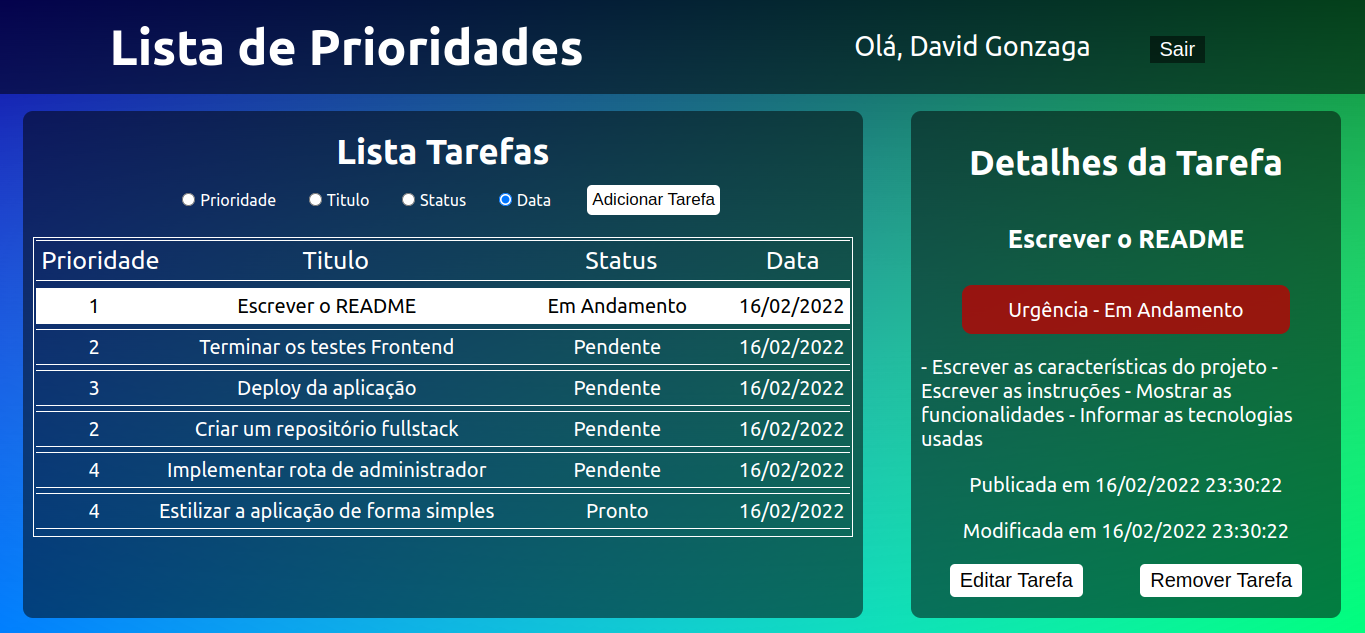 Lista de Prioridades
Olá, David Gonzaga
Sair
Lista Tarefas
Prioridade Titulo Status Data Adicionar Tarefa
Prioridade Titulo Status Data
1 Escrever o README Em Andamento 16/02/2022
2 Terminar os testes Frontend Pendente 16/02/2022
3 Deploy da aplicação Pendente 16/02/2022
2 Criar um repositório fullstack Pendente 16/02/2022
4 Implementar rota de administrador Pendente 16/02/2022
4 Estilizar a aplicação de forma simples Pronto 16/02/2022
Detalhes da Tarefa
Escrever o README
Urgência - Em Andamento
- Escrever as características do projeto -
Escrever as instruções - Mostrar as
funcionalidades - Informar as tecnologias
usadas
Publicada em 16/02/2022 23:30:22
Modificada em 16/02/2022 23:30:22
Editar Tarefa Remover Tarefa